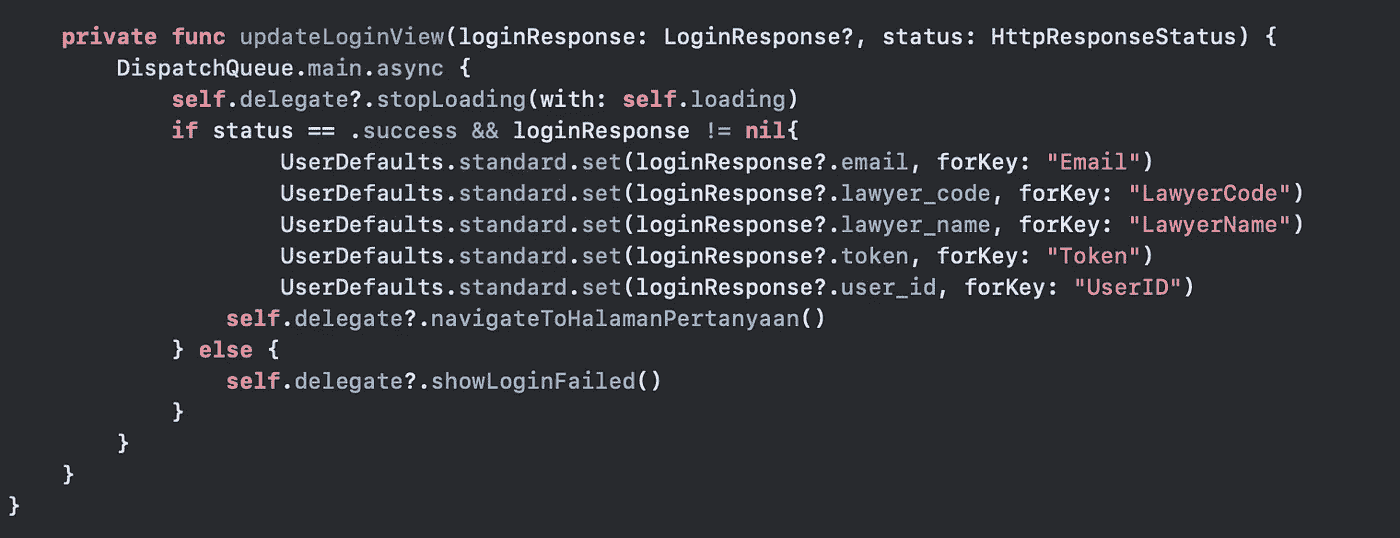 private func updateLoginView(loginResponse: LoginResponse?, status: HttpResponseStatus) {
DispatchQueue.main.async {
self.delegate?.stopLoading(with: self.loading)
if status == .success && loginResponse != nil{
UserDefaults.standard.set(loginResponse?.email, forKey: "Email")
UserDefaults.standard.set(loginResponse?.lawyer_code, forKey: "LawyerCode")
UserDefaults.standard.set(loginResponse?.lawyer_name, forKey: "LawyerName")
UserDefaults.standard.set(loginResponse?.token, forKey: "Token")
UserDefaults.standard.set(loginResponse?.user_id, forKey: "UserID")
self.delegate?.navigateToHalamanPertanyaan()
} else {
self.delegate?.showLoginFailed()
}
}
}
}